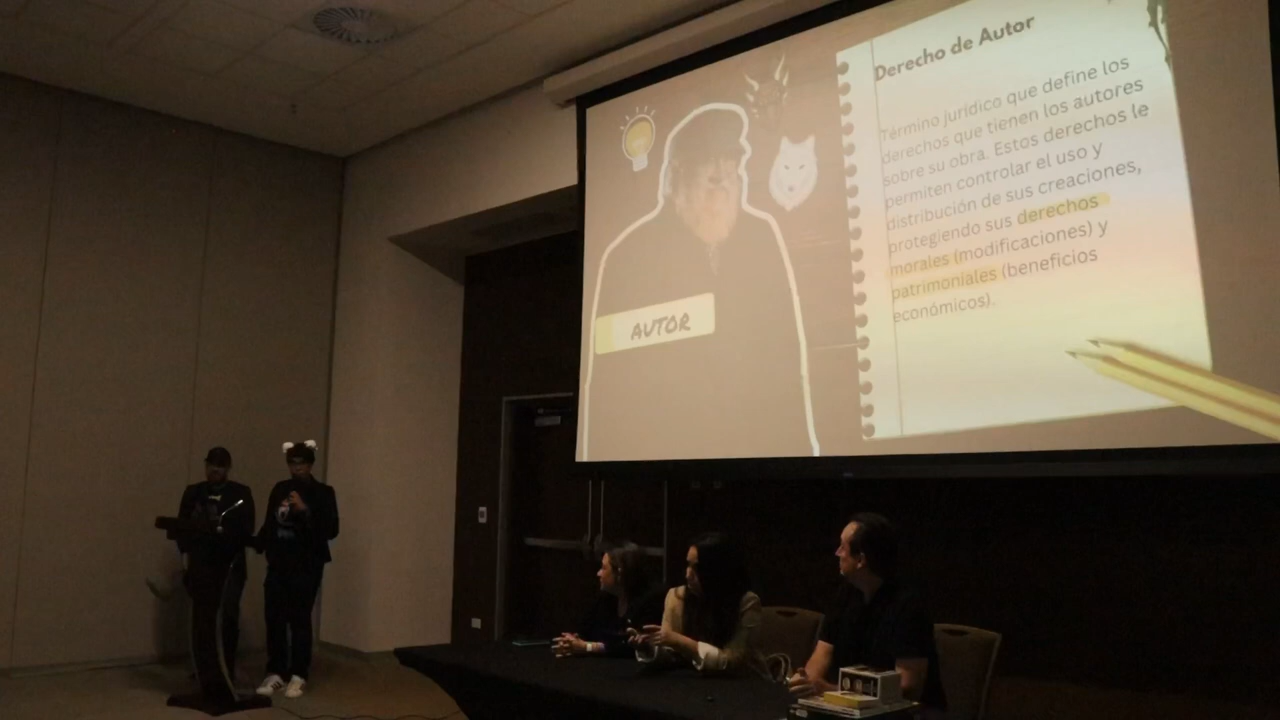 Derecho de Autor
Término jurídico que define los
darechos que tienen los autores
sobre su obra. Estos derechos le
permiten controlar el uso y
distribución de sus creaciones,
protegiendo sus derechos
morales (modificaciones) y
patrimoniales (beneficios
económicos).
AUTOR